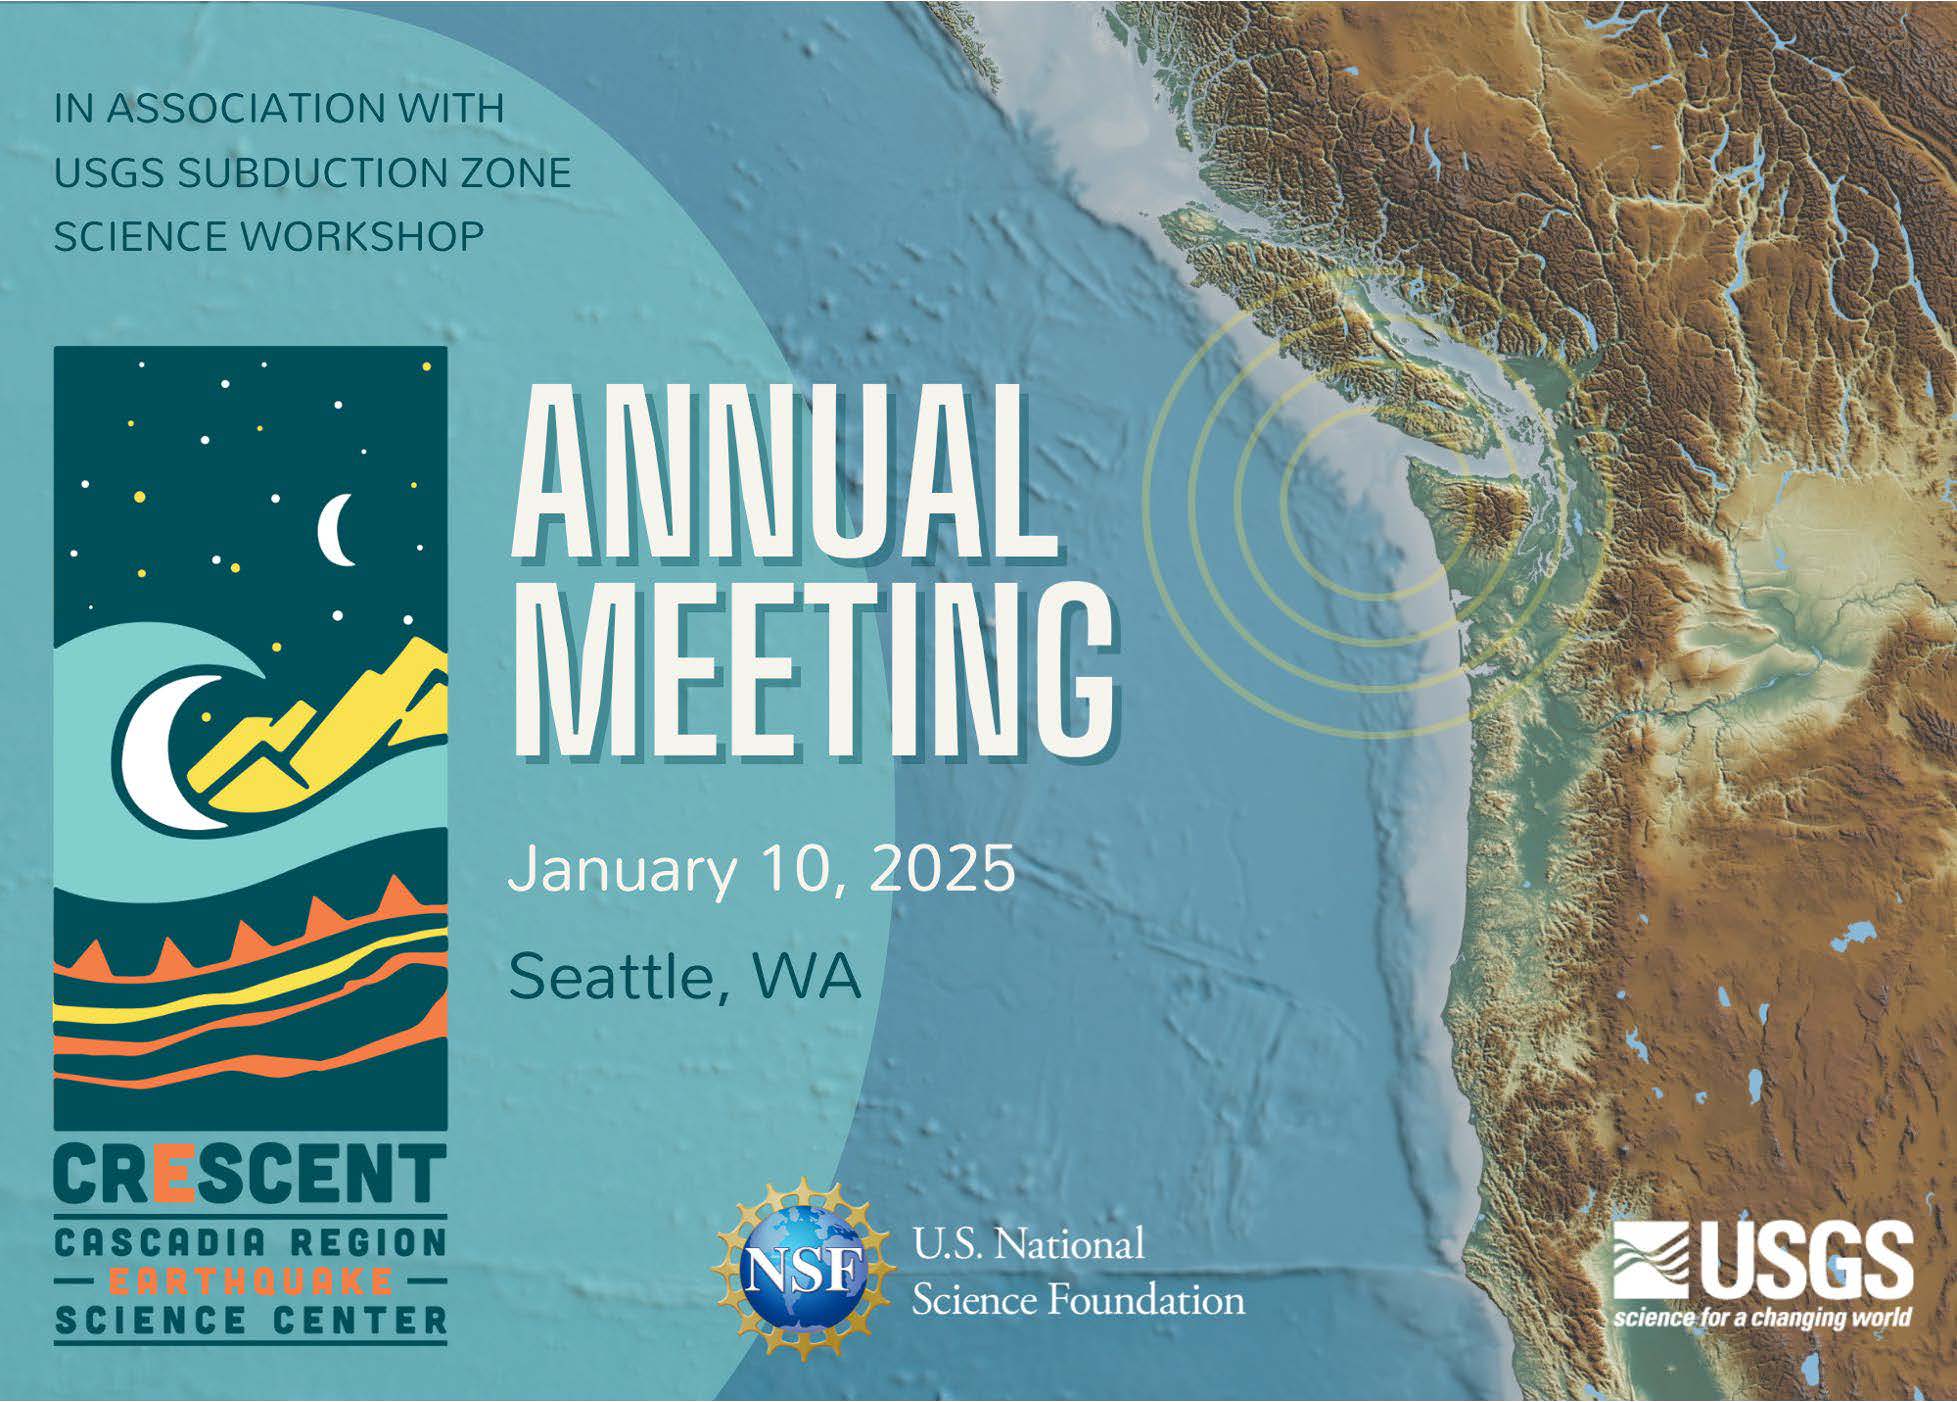 IN ASSOCIATION WITH
USGS SUBDUCTION ZONE
SCIENCE WORKSHOP
ANNUAL
MEETING
January 10, 2025
Seattle, WA
CRESCENT
CASCADIA REGION
EARTHQUAKE
SCIENCE CENTER
NSF
U.S. National
Science Foundation
USGS
science for a changing world